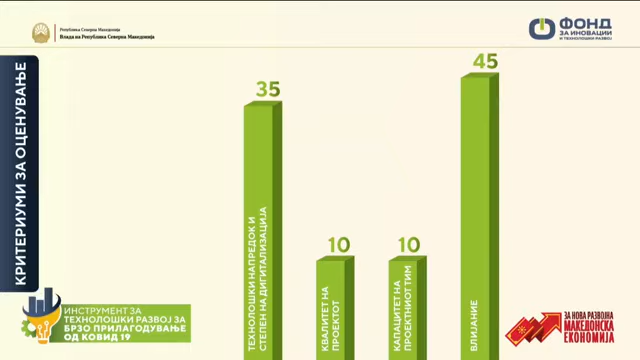 Република Северна Македонија
Влада на Република Северна Македонија
ФОНД
ЗА ИНОВАЦИИ
И ТЕХНОЛОШКИ РАЗВОЈ
КРИТЕРИУМИ ЗА ОЦЕНУВАЊЕ
35
ТЕХНОЛОШКИ НАПРЕДОК И
СТЕПЕН НА ДИГИТАЛИЗАЦИЈА
10
КВАЛИТЕТ НА
ПРОЕКТОТ
10
КАПАЦИТЕТ НА
ПРОЕКТНИОТ ТИМ
45
ВЛИЈАНИЕ
ИНСТРУМЕНТ ЗА
ТЕХНОЛОШКИ РАЗВОЈ ЗА
БРЗО ПРИЛАГОДУВАЊЕ
ОД КОВИД 19
ЗА НОВА РАЗВОЈНА
МАКЕДОНСКА
ЕКОНОМИЈА